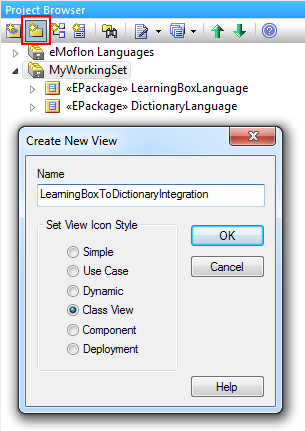 Project Browser
eMoflon Languages
MyWorkingSet
«EPackage» LearningBoxLanguage
«EPackage» DictionaryLanguage
Create New View
Name
LearningBoxToDictionaryIntegration
Set View Icon Style
OK
Simple
Use Case
Cancel
Dynamic
Class View
Component
Deployment
Help